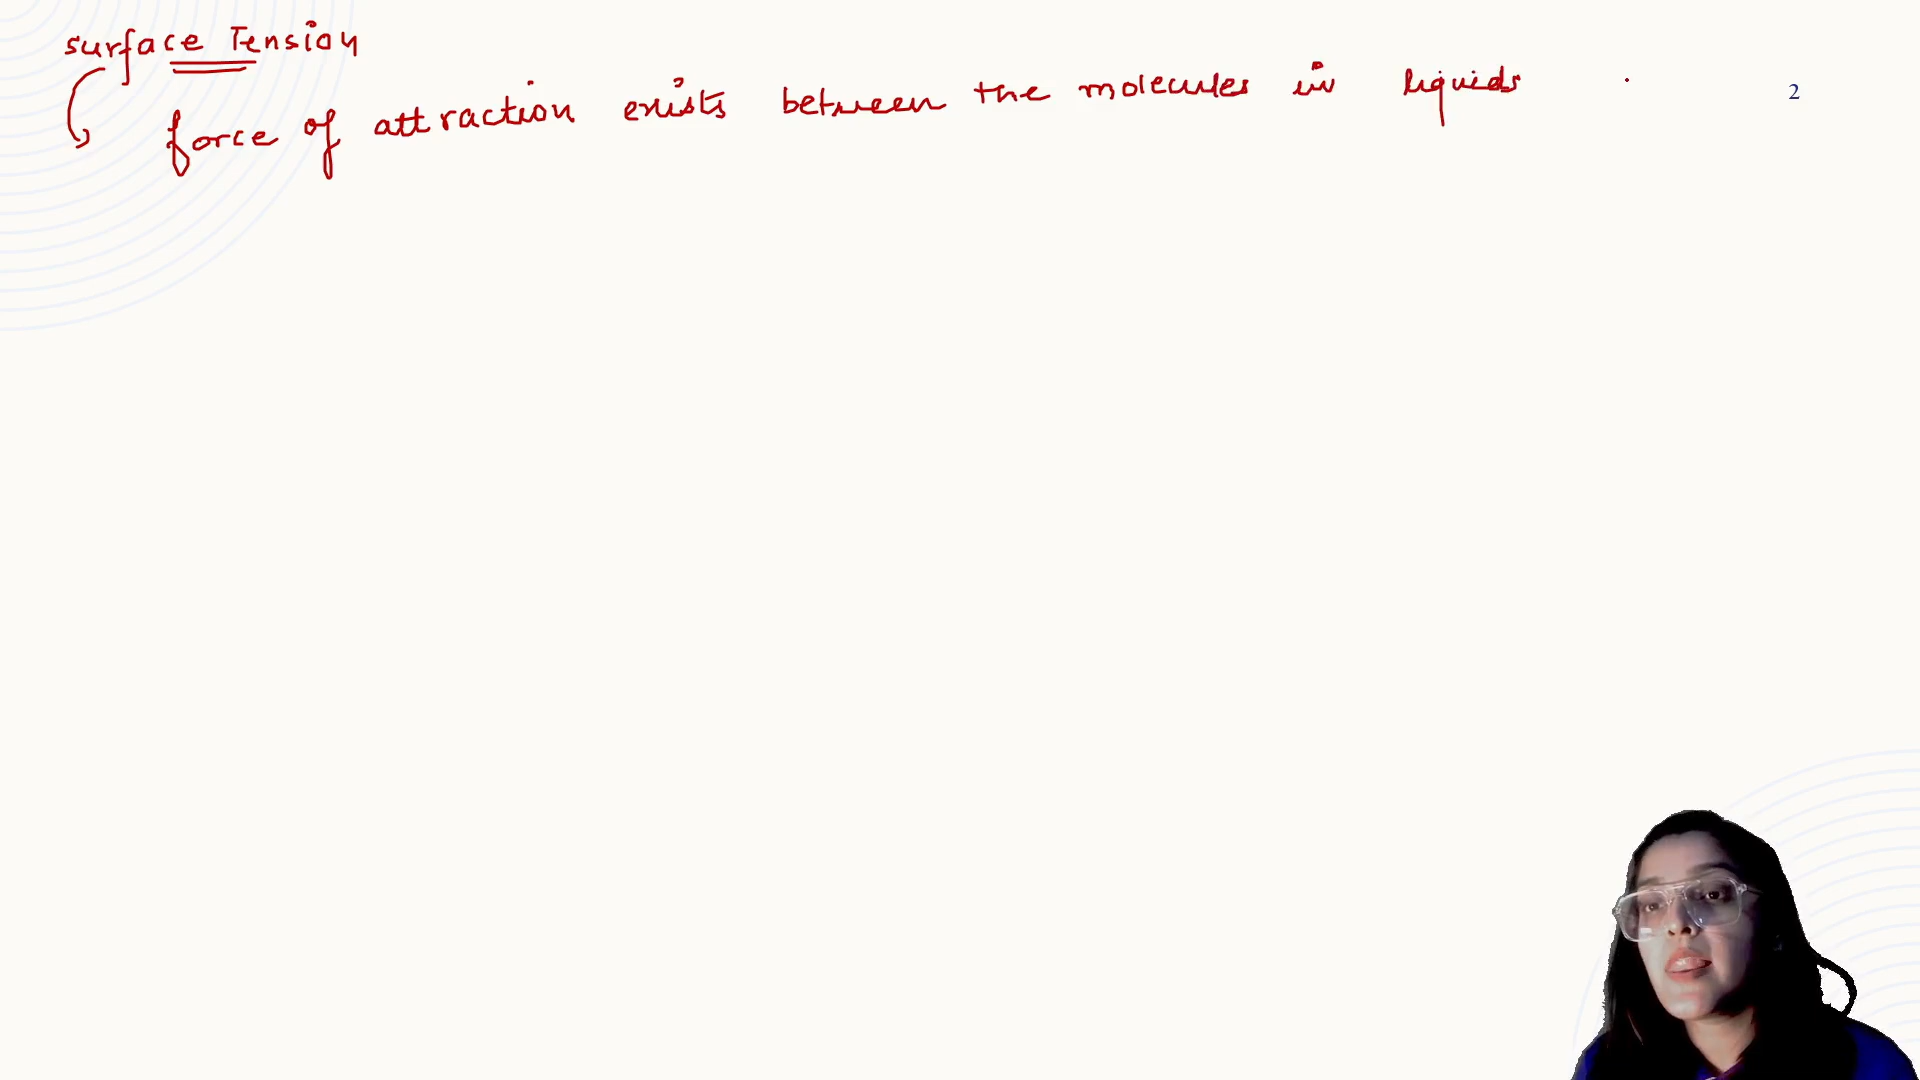 surface Tension
force of attraction exists between the molecules in liquids
2